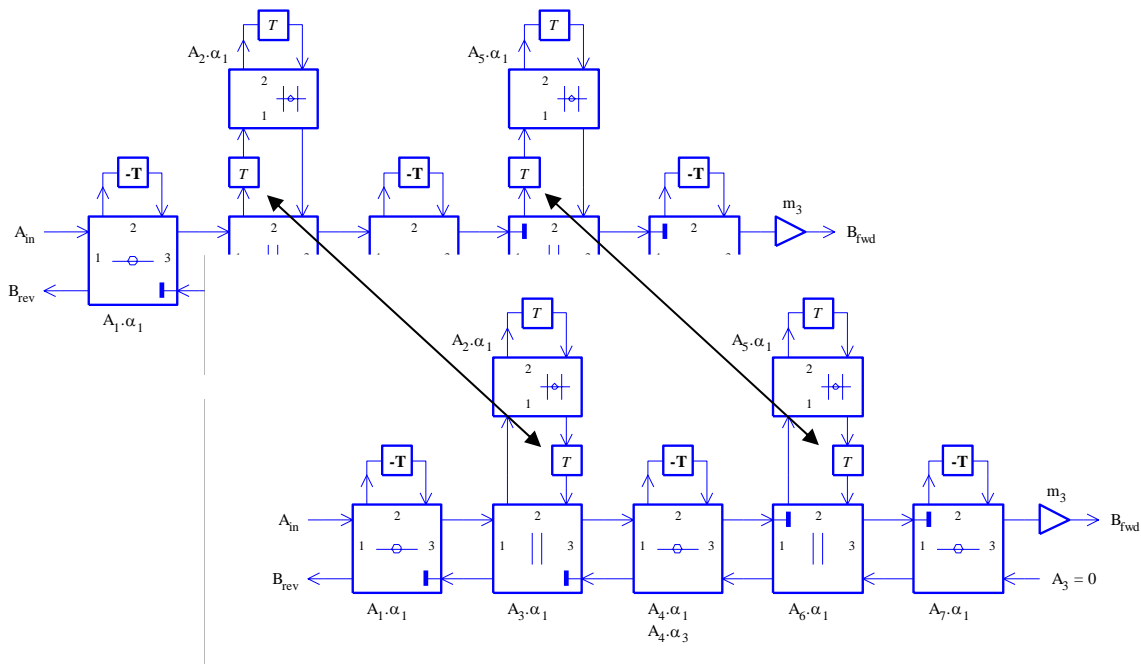 T T
A2.α1 A5.α1
2 2
1 1
-T T -T T -T
m3
Ain 2 2 2 2 2 Bfwd
1 3
Brev
A1.α1
T T
A2.α1 A5.α1
2 2
1 1
-T T -T T -T
m3
Ain 2 2 2 2 2 Bfwd
1 3 1 3 1 3 1 3 1 3
Brev A3 = 0
A1.α1 A3.α1 A4.α1 A6.α1 A7.α1
A4.α3